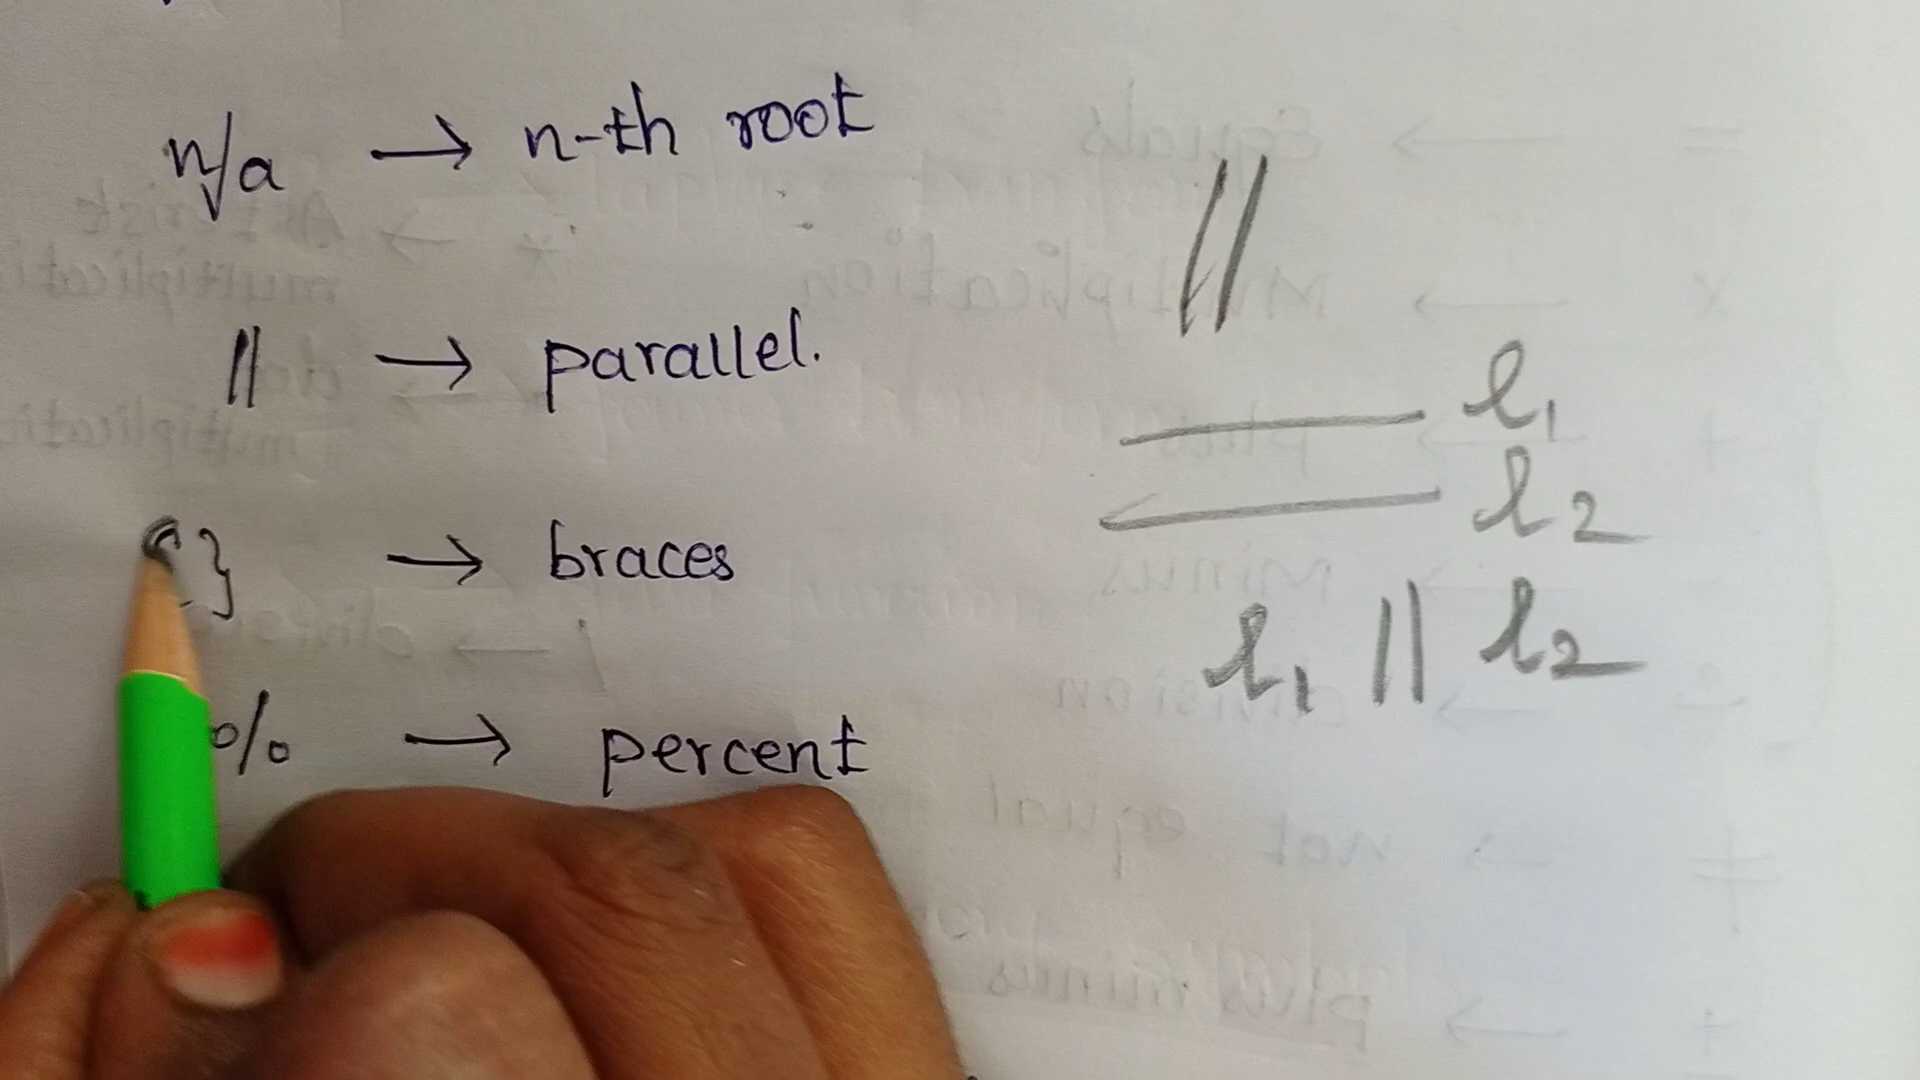 n√a → n-th root
|| → parallel.
{} → braces
% → percent
||
l₁
l₂
l₁ || l₂